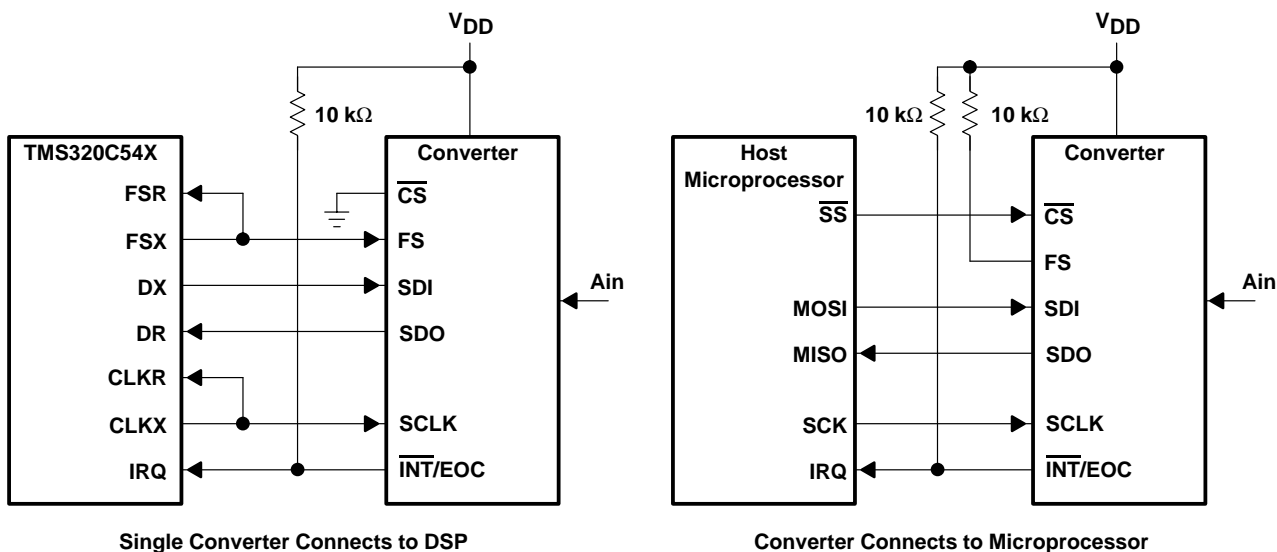 VDD
10 kΩ
TMS320C54X
FSR
FSX
DX
DR
CLKR
CLKX
IRQ
Converter
CS
FS
SDI
SDO
SCLK
INT/EOC
Ain
Single Converter Connects to DSP
VDD
10 kΩ
10 kΩ
Host
Microprocessor
SS
MOSI
MISO
SCK
IRQ
Converter
CS
FS
SDI
SDO
SCLK
INT/EOC
Ain
Converter Connects to Microprocessor